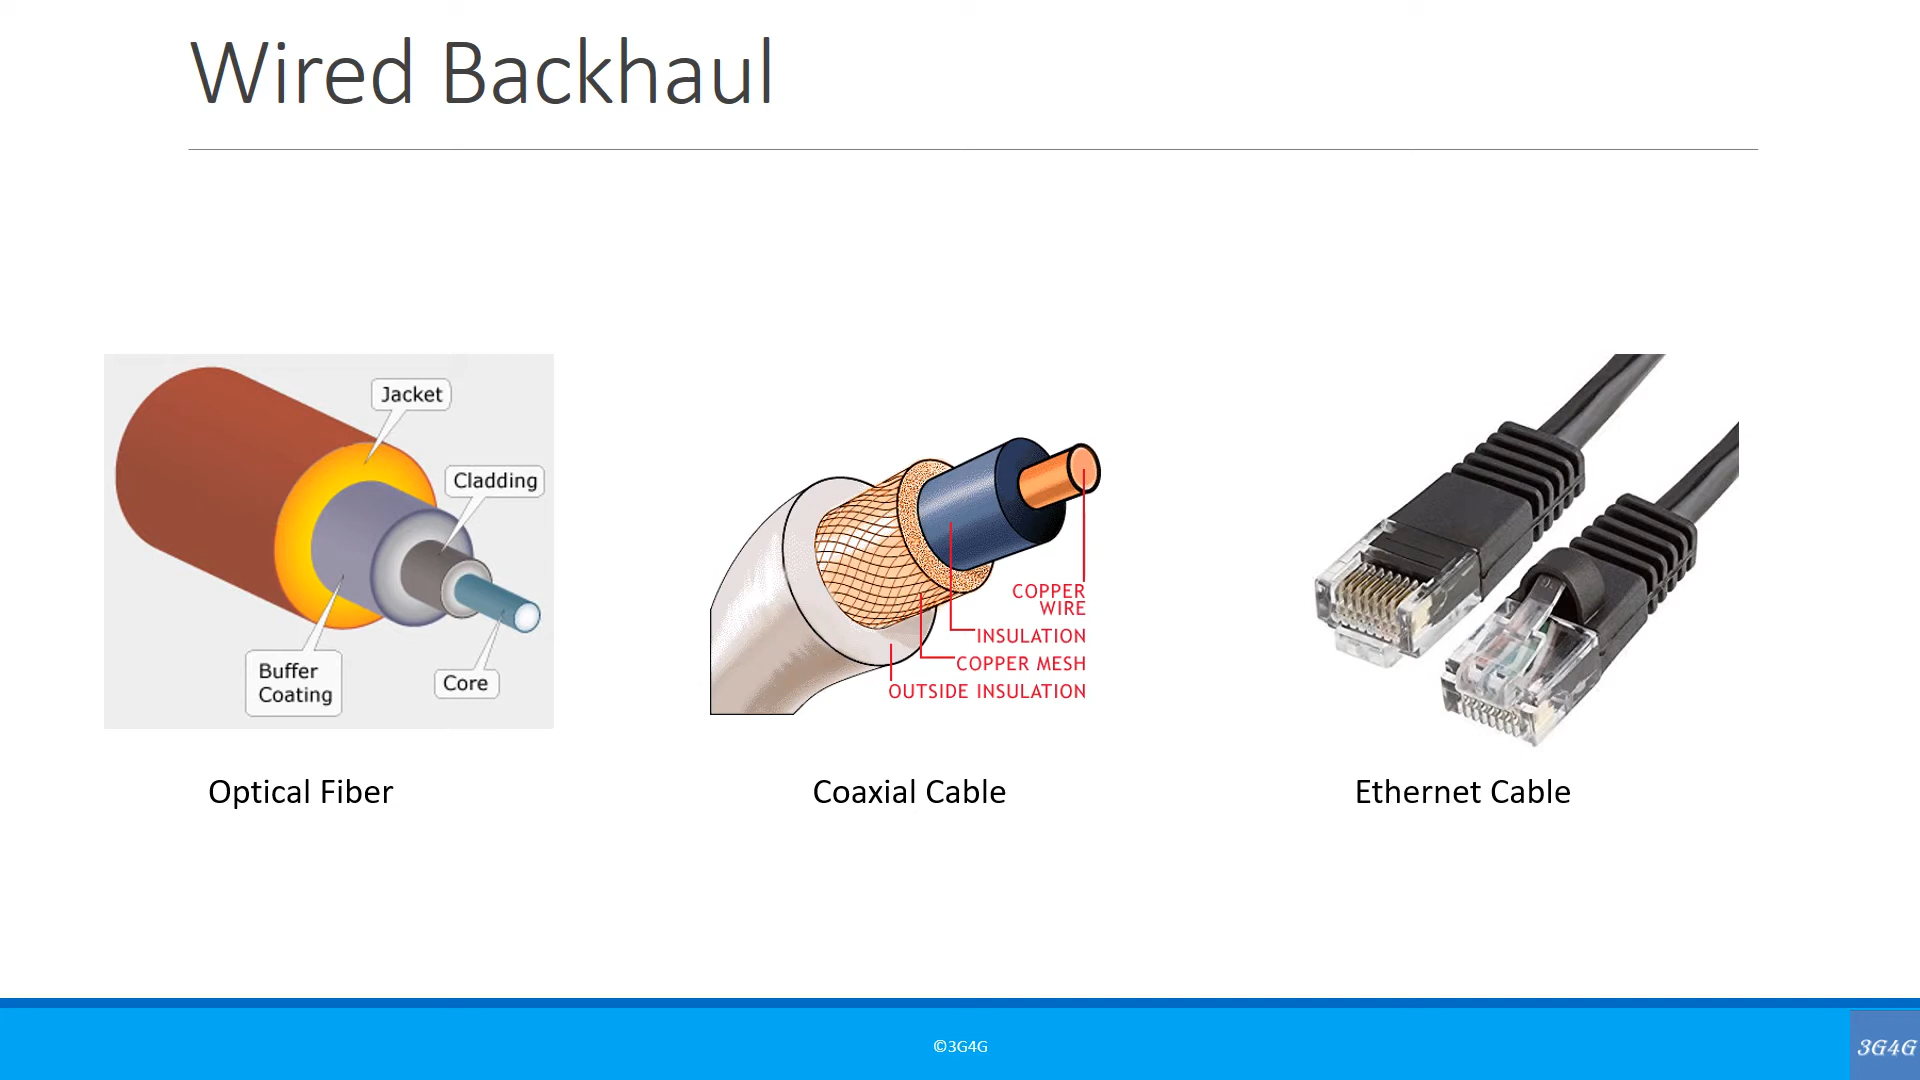 Wired Backhaul
Jacket
Cladding
Buffer
Coating
Core
COPPER
WIRE
INSULATION
COPPER MESH
OUTSIDE INSULATION
Optical Fiber
Coaxial Cable
Ethernet Cable
©3G4G
3G4G